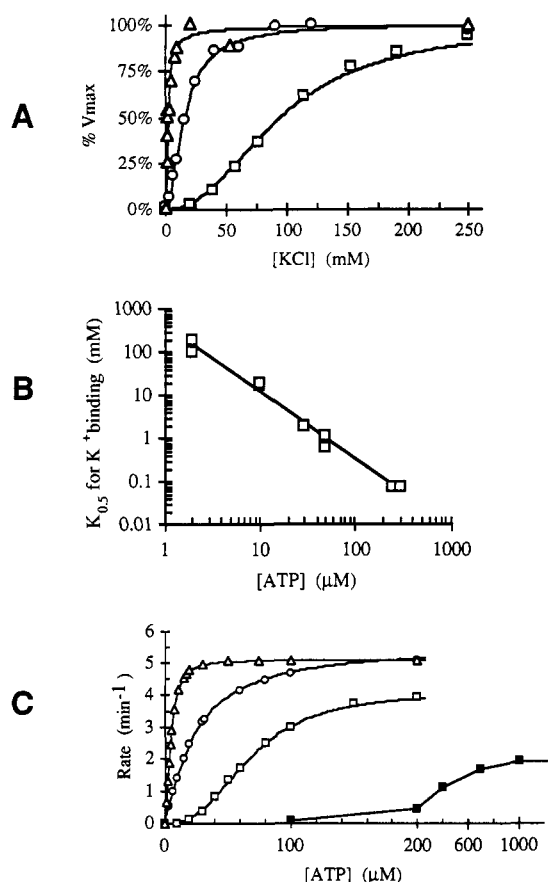 A
% Vmax
100%
75%
50%
25%
0%
0 50 100 150 200 250
[KCl] (mM)
B
K0.5 for K+binding (mM)
1000
100
10
1
0.1
0.01
1 10 100 1000
[ATP] (µM)
C
Rate (min-1)
6
5
4
3
2
1
0
0 100 200 600 1000
[ATP] (µM)